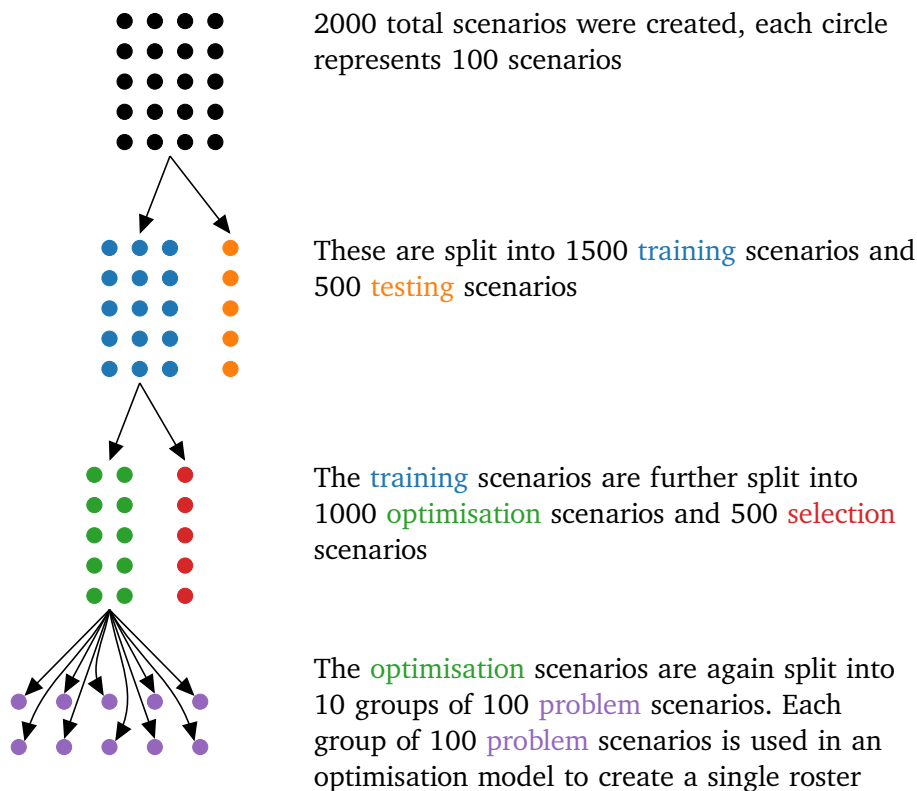 2000 total scenarios were created, each circle
represents 100 scenarios
These are split into 1500 training scenarios and
500 testing scenarios
The training scenarios are further split into
1000 optimisation scenarios and 500 selection
scenarios
The optimisation scenarios are again split into
10 groups of 100 problem scenarios. Each
group of 100 problem scenarios is used in an
optimisation model to create a single roster